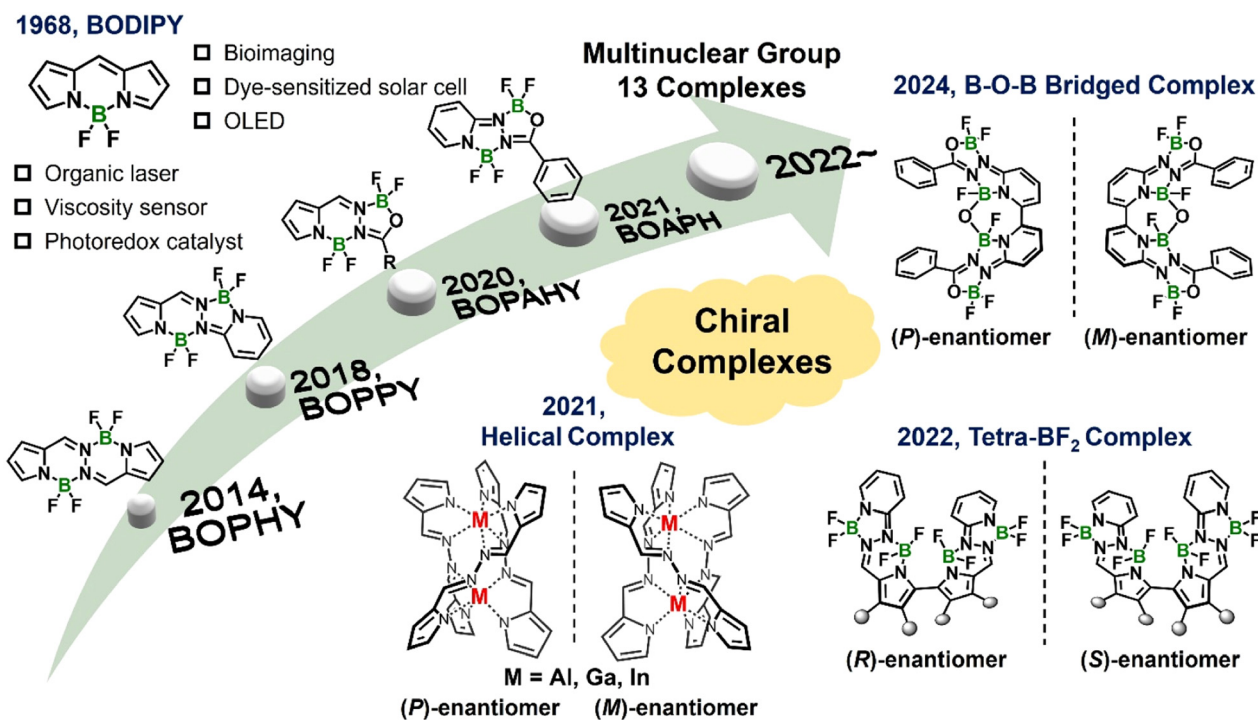 1968, BODIPY
N
B
N
F
F
Bioimaging
Dye-sensitized solar cell
OLED
Organic laser
Viscosity sensor
Photoredox catalyst
F
F
B
N
N
N
N
B
F
F
2014,
BOPHY
F
F
B
N
N
N
N
B
F
F
2018,
BOPPY
F
F
B
N
O
N
N
B
F
F
R
2020,
BOPAHY
F
F
B
N
O
N
N
B
F
F
2021,
BOAPH
Multinuclear Group
13 Complexes
2022~
Chiral
Complexes
2024, B-O-B Bridged Complex
F
F
O
B
N
N
F
B
N
O
F
B
N
N
N
O
B
F
F
(P)-enantiomer
F
F
B
O
N
N
N
B
F
O
F
N
B
N
N
B
O
F
F
(M)-enantiomer
2021,
Helical Complex
N
N
N
M
N
N
N
N
N
N
M
N
N
N
N
N
N
M
N
N
N
N
N
N
M
N
N
N
M = Al, Ga, In
(P)-enantiomer
(M)-enantiomer
2022, Tetra-BF2 Complex
N
N
F
B
N
F
F
B
N
F
F
N
B
N
F
F
B
N
F
N
N
(R)-enantiomer
N
N
F
B
N
F
F
B
N
F
F
N
B
N
F
F
B
N
F
N
N
(S)-enantiomer